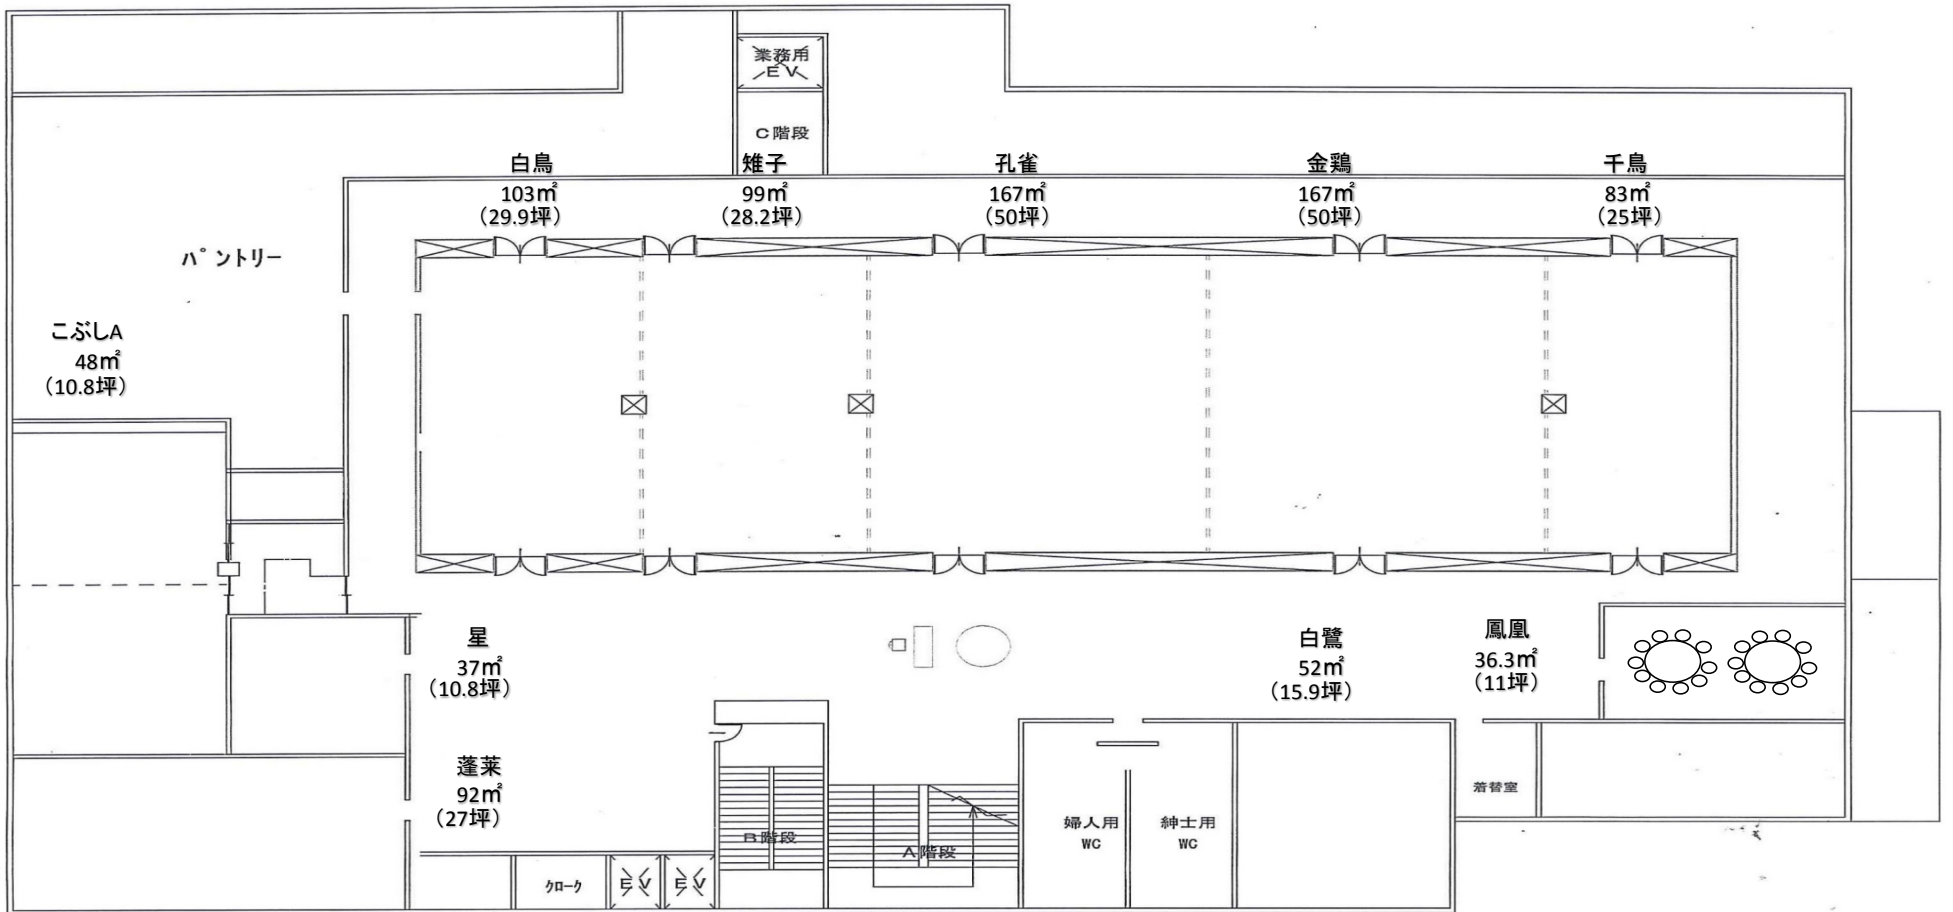 業務用
EV
C階段
白鳥
103㎡
（29.9坪）
雉子
99㎡
（28.2坪）
孔雀
167㎡
（50坪）
金鶏
167㎡
（50坪）
千鳥
83㎡
（25坪）
パントリー
こぶしA
48㎡
（10.8坪）
星
37㎡
（10.8坪）
白鷺
52㎡
（15.9坪）
鳳凰
36.3㎡
（11坪）
蓬莱
92㎡
（27坪）
着替室
B階段
A階段
婦人用
WC
紳士用
WC
クローク
EV
EV